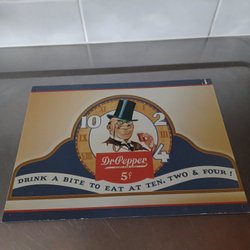 10 2
4
Dr. Pepper
5¢
DRINK A BITE TO EAT AT TEN, TWO & FOUR!